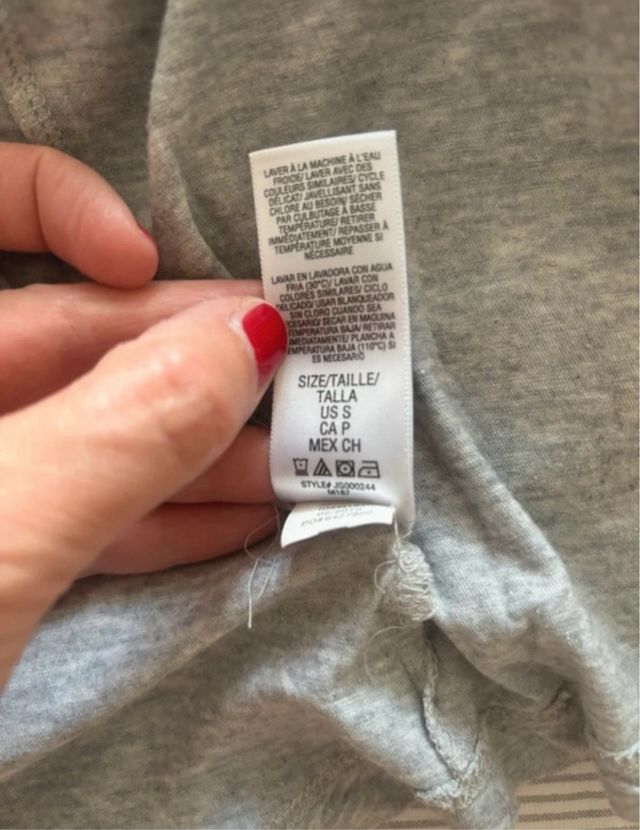 LAVER À LA MACHINE À L'EAU
FROIDE/ LAVER AVEC DES
COULEURS SIMILAIRES/ CYCLE
DÉLICAT/ JAVELLISANT SANS
CHLORE AU BESOIN/ SÉCHER
PAR CULBUTAGE À BASSE
TEMPÉRATURE/ RETIRER
IMMÉDIATEMENT/ REPASSER À
TEMPÉRATURE MOYENNE SI
NÉCESSAIRE
LAVAR EN LAVADORA CON AGUA
FRIA (30°C)/ LAVAR CON
COLORES SIMILARES/ CICLO
DELICADO/ USAR BLANQUEADOR
SIN CLORO CUANDO SEA
CESARIO/ SECAR EN MAQUINA
TEMPERATURA BAJA/ RETIRAR
MEDIATAMENTE/ PLANCHA A
EMPERATURA BAJA (110°C) SI
ES NECESARIO
SIZE/TAILLE/
TALLA
US S
CA P
MEX CH
STYLE# JG000244